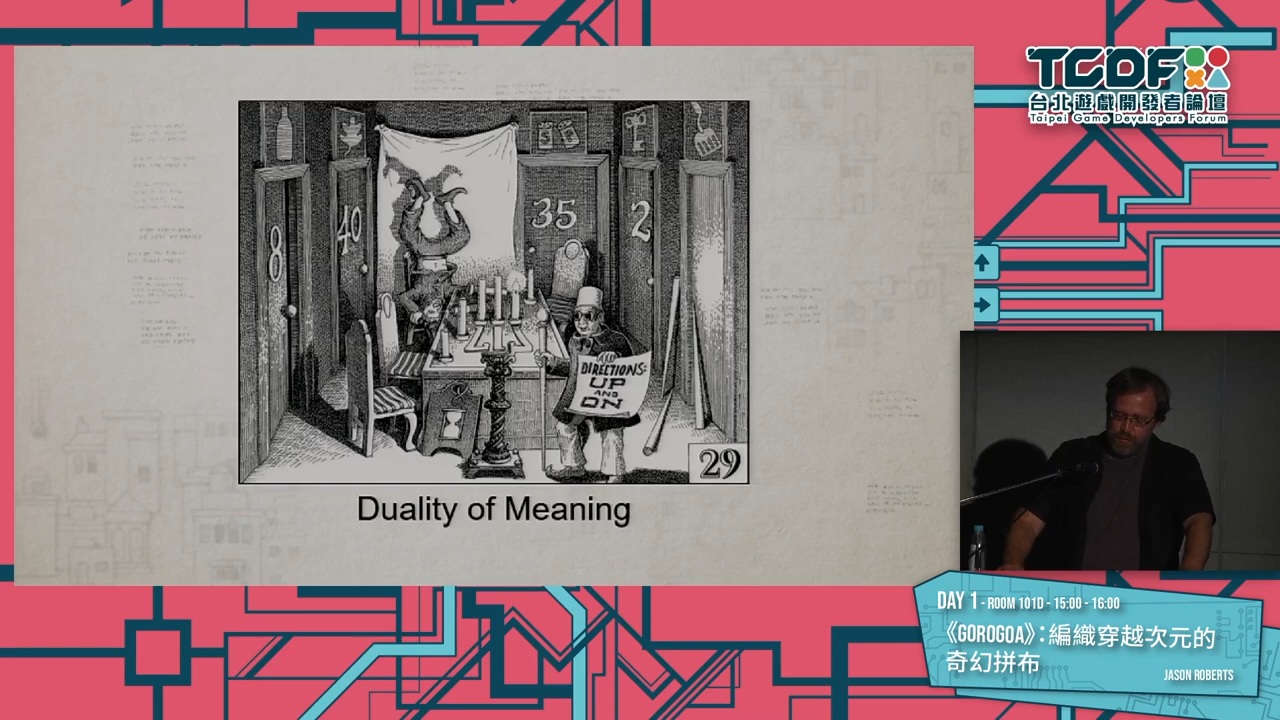 TGDF
台北遊戲開發者論壇
Taipei Game Developers Forum
8
40
35
2
DIRECTIONS:
UP
AND
ON
29
Duality of Meaning
DAY 1 - ROOM 101D - 15:00 - 16:00
《GOROGOA》：編織穿越次元的
奇幻拼布
JASON ROBERTS